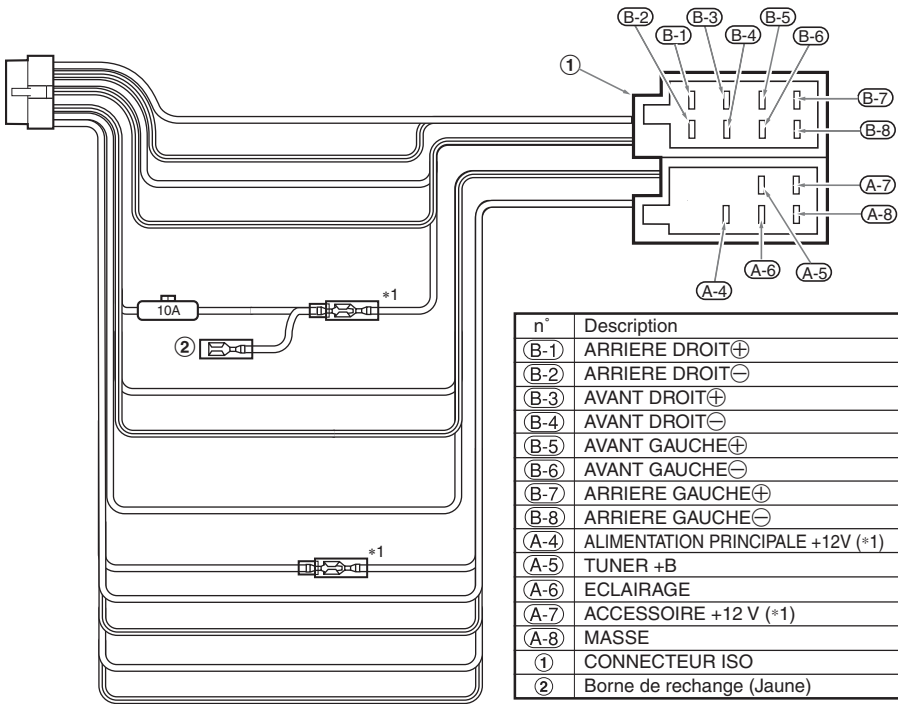 B-2
B-3
B-5
B-1
B-4
B-6
1
B-7
B-8
A-7
A-8
A-6
A-5
A-4
10A
*1
2
*1
n° Description
B-1 ARRIERE DROIT⊕
B-2 ARRIERE DROIT⊖
B-3 AVANT DROIT⊕
B-4 AVANT DROIT⊖
B-5 AVANT GAUCHE⊕
B-6 AVANT GAUCHE⊖
B-7 ARRIERE GAUCHE⊕
B-8 ARRIERE GAUCHE⊖
A-4 ALIMENTATION PRINCIPALE +12V (*1)
A-5 TUNER +B
A-6 ECLAIRAGE
A-7 ACCESSOIRE +12 V (*1)
A-8 MASSE
1 CONNECTEUR ISO
2 Borne de rechange (Jaune)